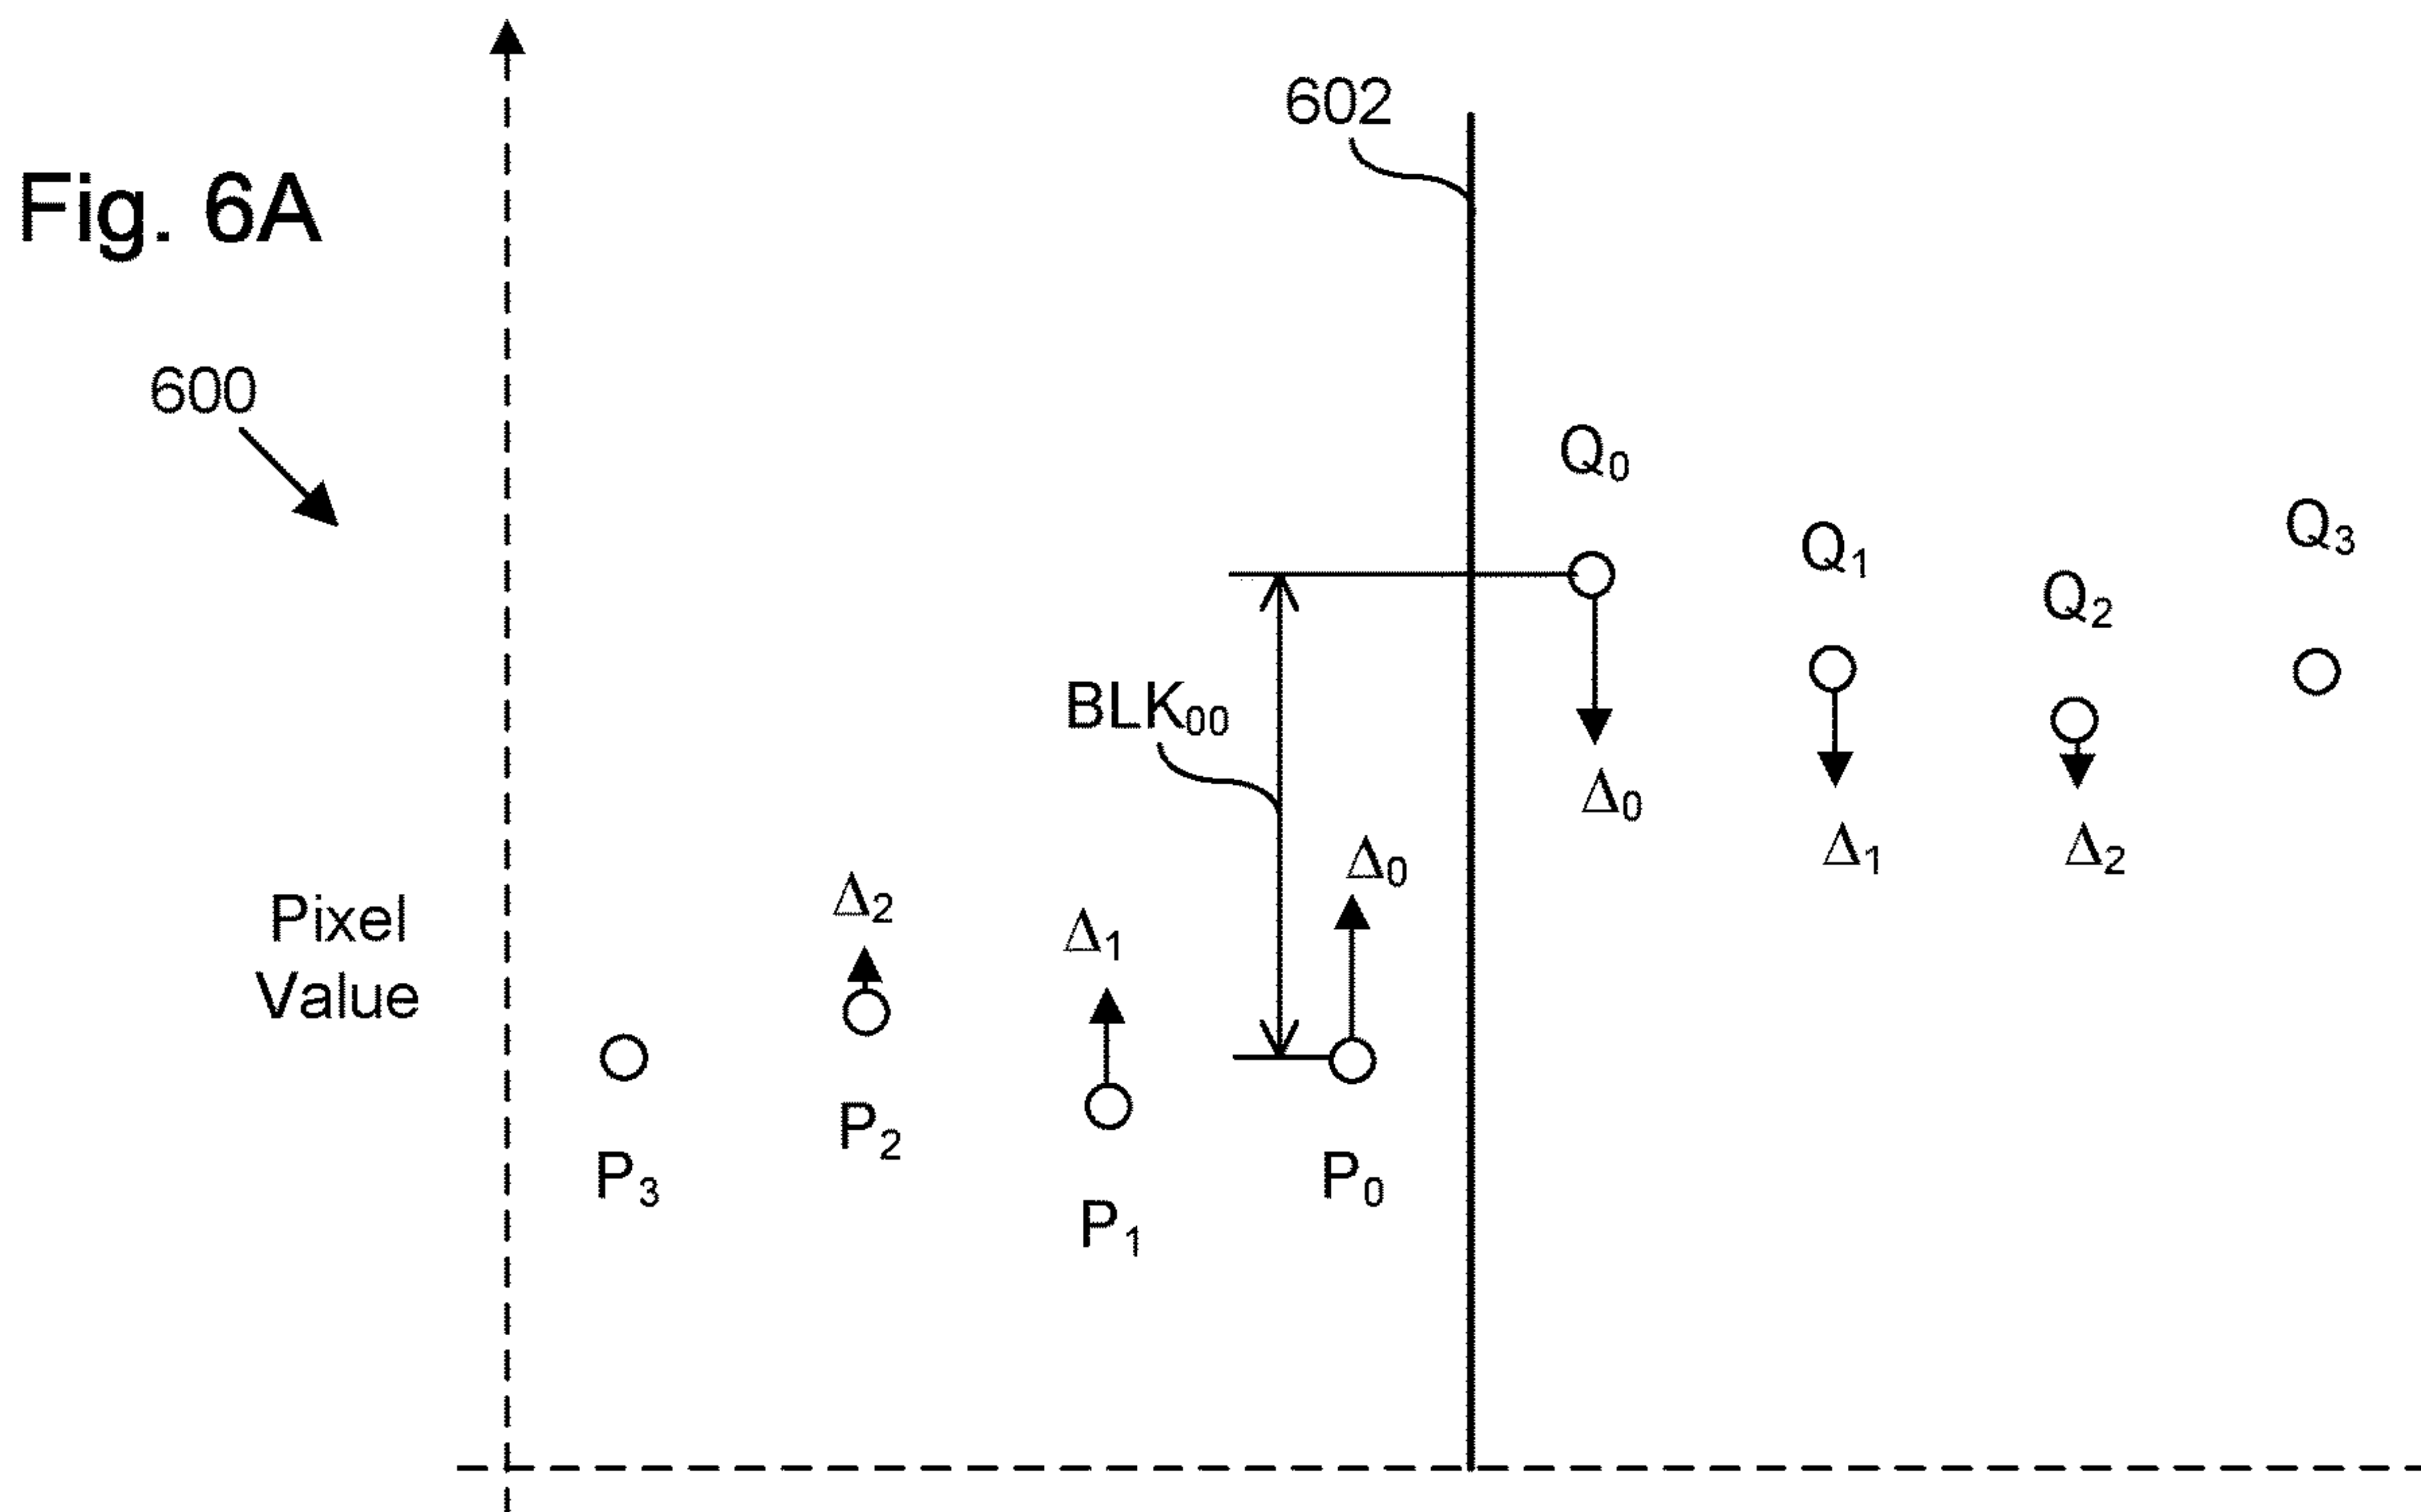 602
Fig. 6A
600
Q₀
Q₁
Q₃
Q₂
BLK₀₀
Δ₀
Δ₁
Δ₂
Δ₀
Δ₂
Δ₁
Pixel
Value
P₂
P₃
P₀
P₁